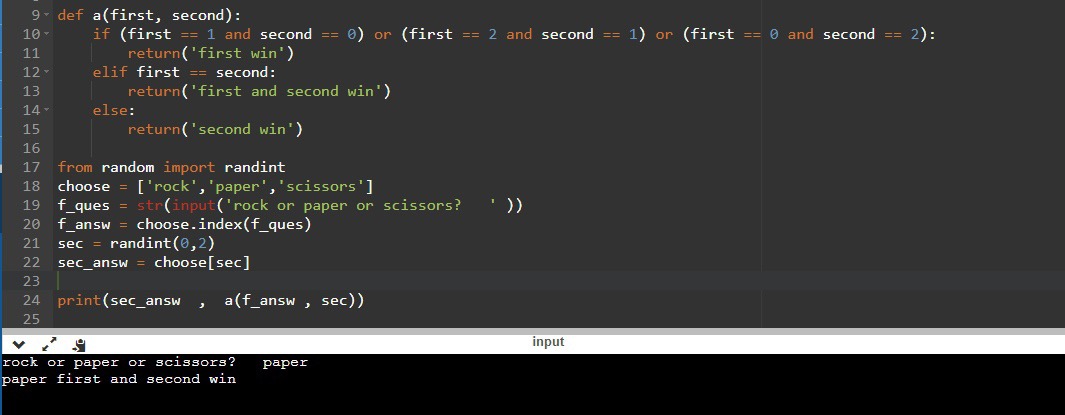 9 def a(first, second):
10     if (first == 1 and second == 0) or (first == 2 and second == 1) or (first == 0 and second == 2):
11         return('first win')
12     elif first == second:
13         return('first and second win')
14     else:
15         return('second win')
16
17 from random import randint
18 choose = ['rock','paper','scissors']
19 f_ques = str(input('rock or paper or scissors?   ' ))
20 f_answ = choose.index(f_ques)
21 sec = randint(0,2)
22 sec_answ = choose[sec]
23
24 print(sec_answ  ,  a(f_answ , sec))
25
input
rock or paper or scissors?   paper
paper first and second win